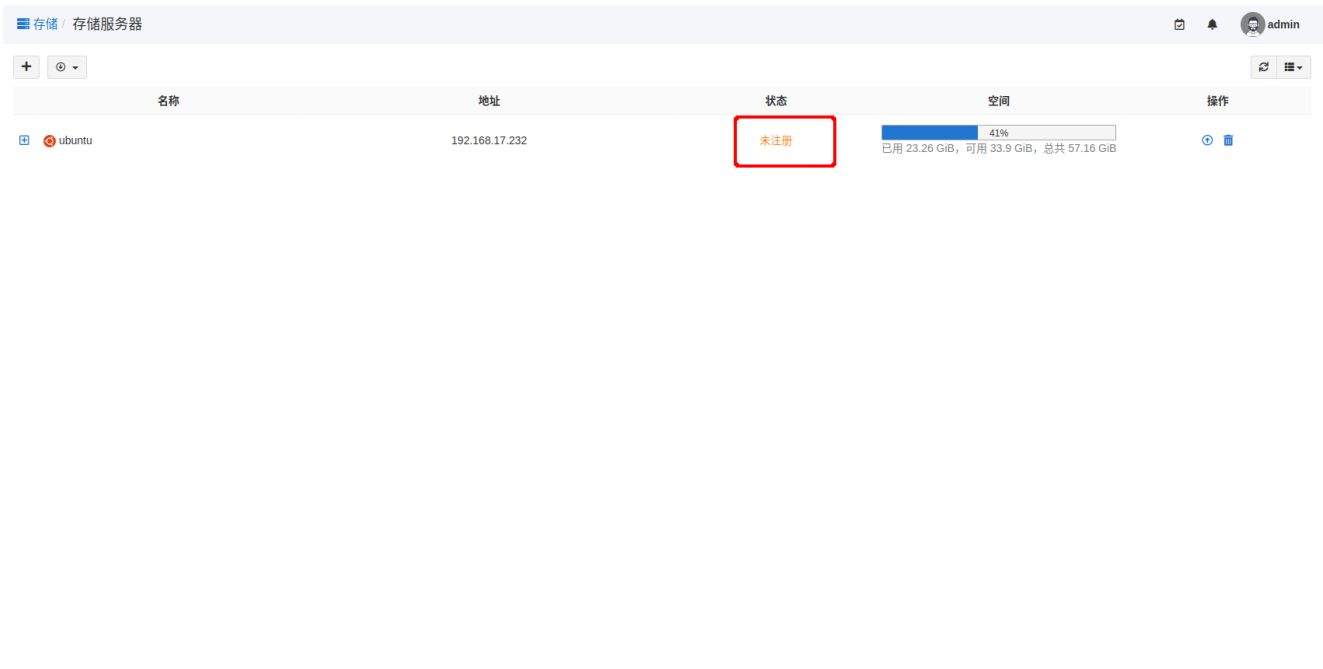 存储 / 存储服务器 admin
名称 地址 状态 空间 操作
ubuntu 192.168.17.232 未注册 41%
已用 23.26 GiB，可用 33.9 GiB，总共 57.16 GiB